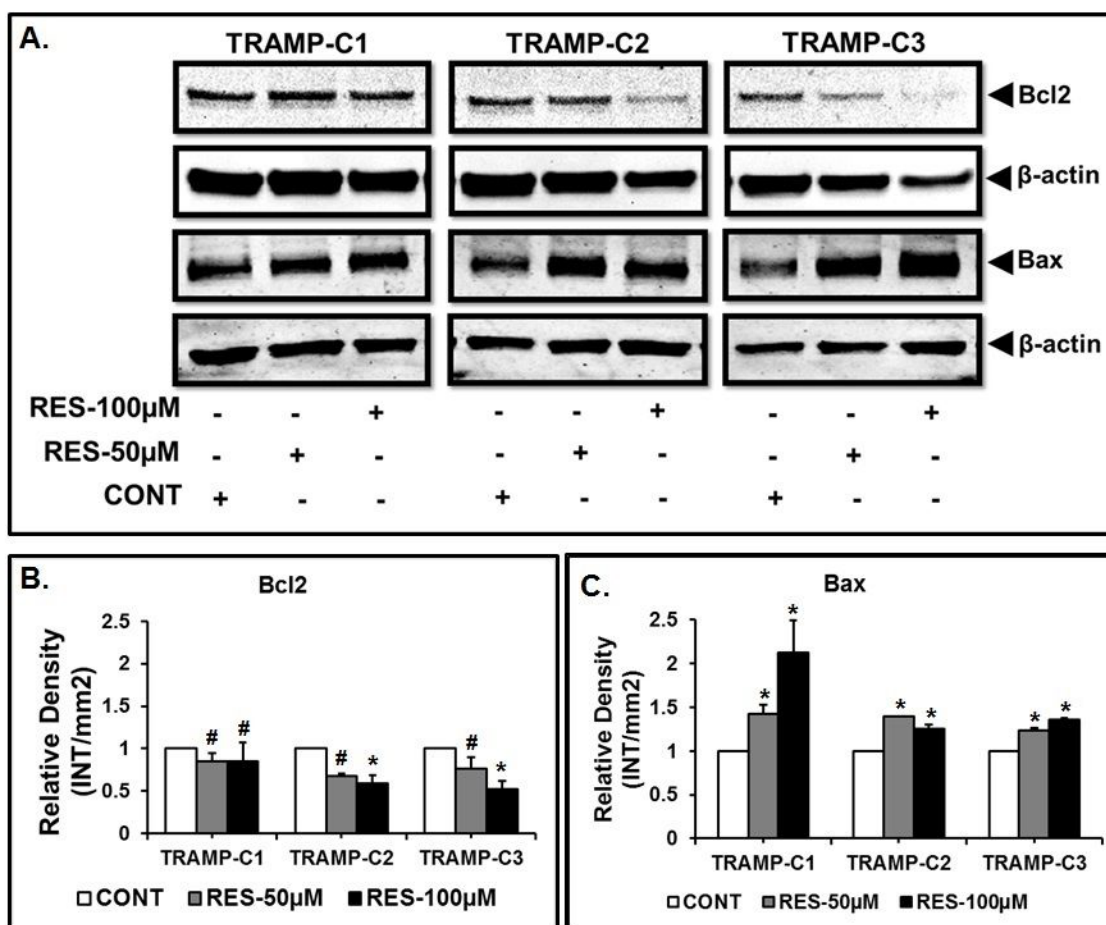 A.
TRAMP-C1 TRAMP-C2 TRAMP-C3
Bcl2
β-actin
Bax
β-actin
RES-100µM - - + - - + - - +
RES-50µM - + - - + - - + -
CONT + - - + - - + - -
B.
Bcl2
Relative Density
(INT/mm2)
2.5
2
1.5
1
0.5
0
# # # * # *
TRAMP-C1 TRAMP-C2 TRAMP-C3
CONT RES-50µM RES-100µM
C.
Bax
Relative Density
(INT/mm2)
2.5
2
1.5
1
0.5
0
* * * * * *
TRAMP-C1 TRAMP-C2 TRAMP-C3
CONT RES-50µM RES-100µM